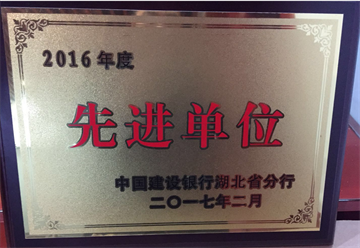 2016年度
先进单位
中国建设银行湖北省分行
二〇一七年二月